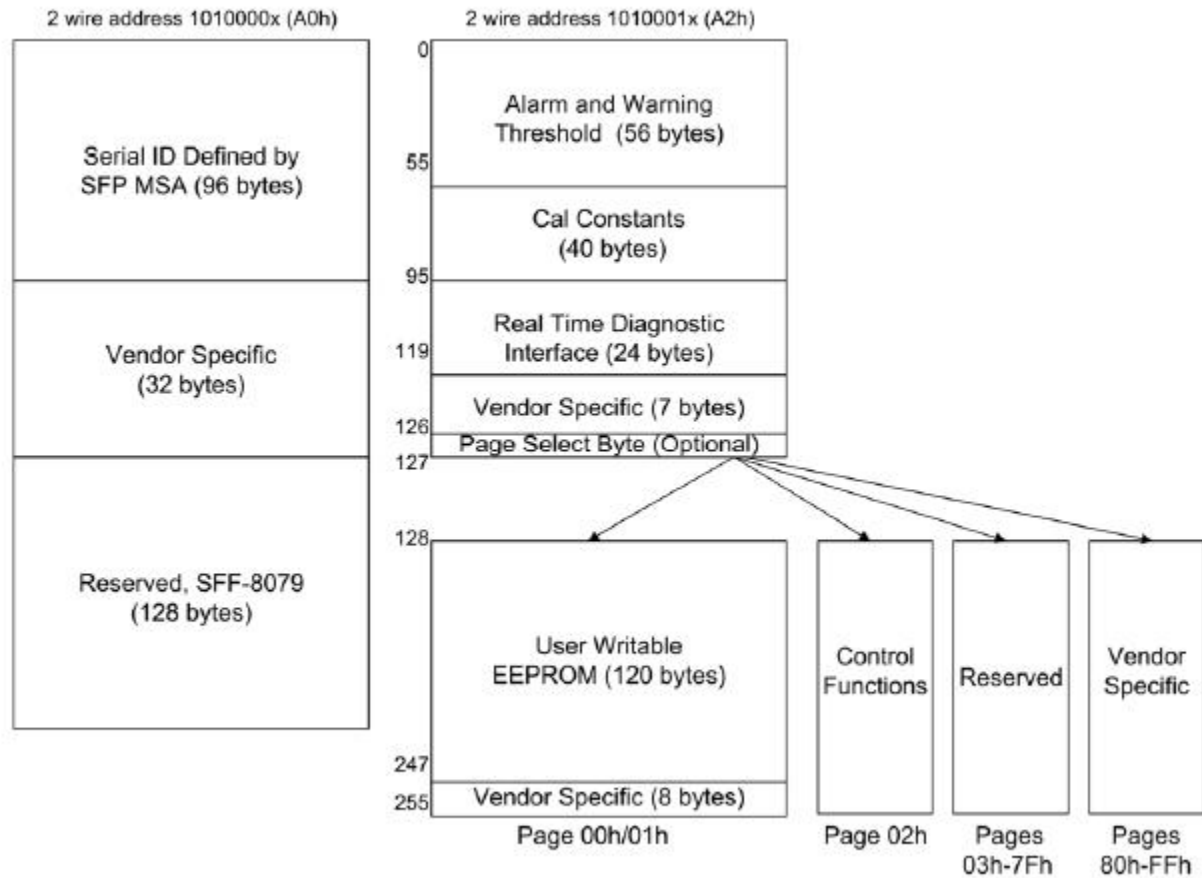 2 wire address 1010000x (A0h)
Serial ID Defined by
SFP MSA (96 bytes)
Vendor Specific
(32 bytes)
Reserved, SFF-8079
(128 bytes)
2 wire address 1010001x (A2h)
0
Alarm and Warning
Threshold (56 bytes)
55
Cal Constants
(40 bytes)
95
Real Time Diagnostic
Interface (24 bytes)
119
Vendor Specific (7 bytes)
126
Page Select Byte (Optional)
127
128
User Writable
EEPROM (120 bytes)
247
Vendor Specific (8 bytes)
255
Page 00h/01h
Control
Functions
Page 02h
Reserved
Pages
03h-7Fh
Vendor
Specific
Pages
80h-FFh